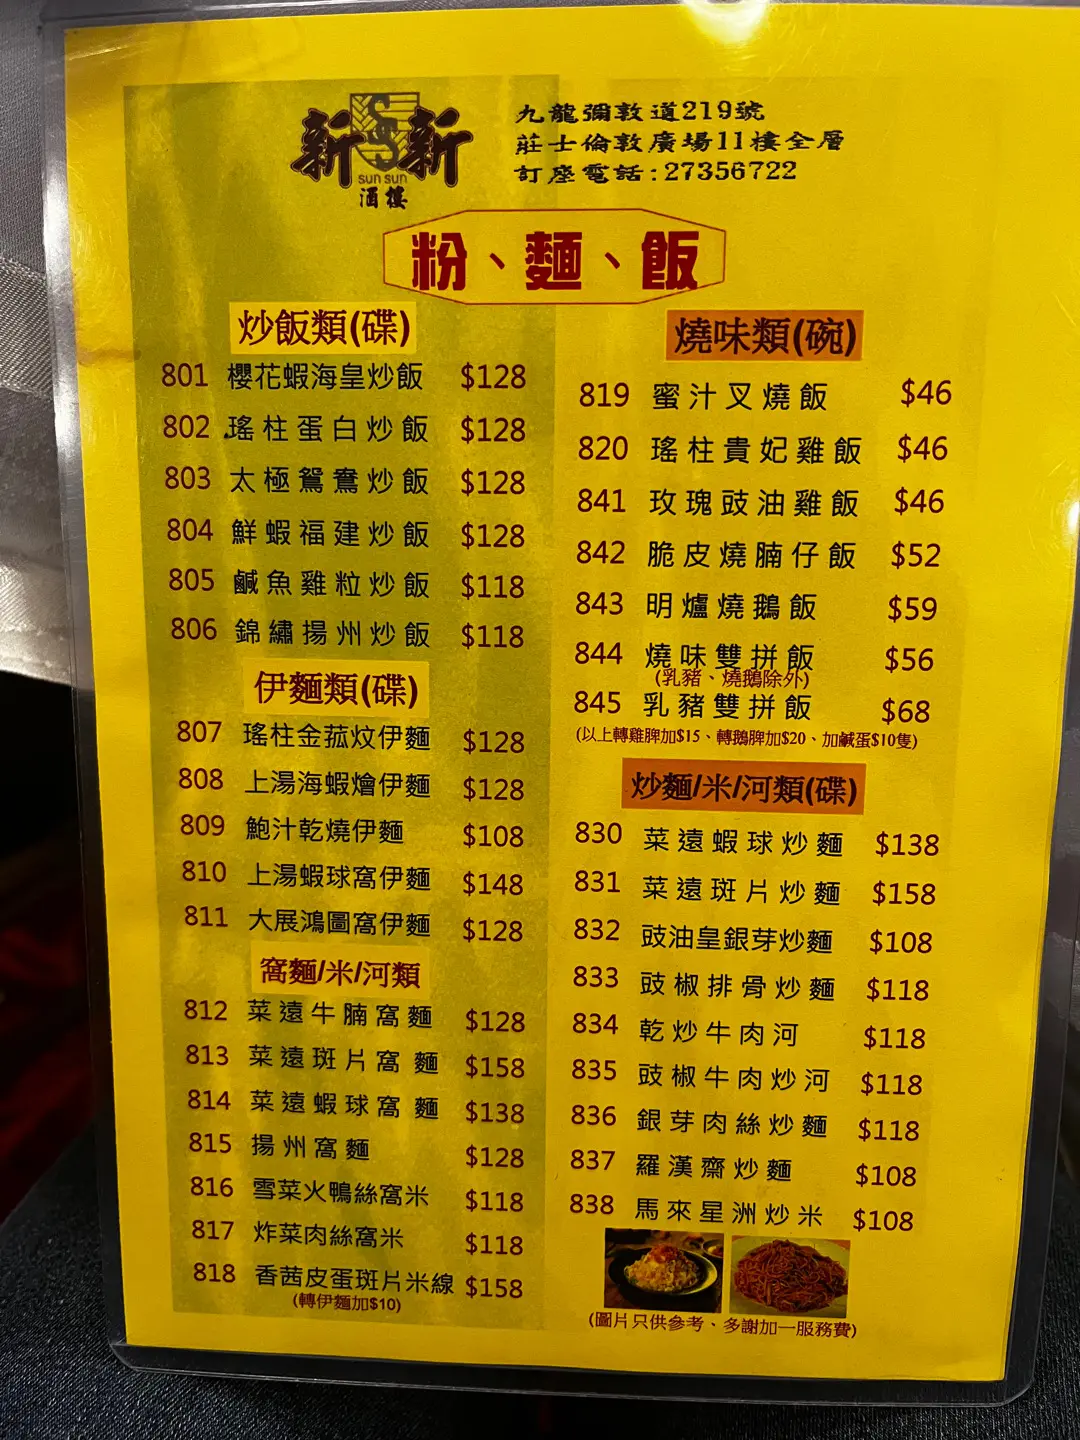 新新
sun sun
酒樓
九龍彌敦道219號
莊士倫敦廣場11樓全層
訂座電話:27356722
粉、麵、飯
炒飯類(碟)
801 櫻花蝦海皇炒飯 $128
802 瑤柱蛋白炒飯 $128
803 太極鴛鴦炒飯 $128
804 鮮蝦福建炒飯 $128
805 鹹魚雞粒炒飯 $118
806 錦繡揚州炒飯 $118
伊麵類(碟)
807 瑤柱金菰炆伊麵 $128
808 上湯海蝦燴伊麵 $128
809 鮑汁乾燒伊麵 $108
810 上湯蝦球窩伊麵 $148
811 大展鴻圖窩伊麵 $128
窩麵/米/河類
812 菜遠牛腩窩麵 $128
813 菜遠斑片窩麵 $158
814 菜遠蝦球窩麵 $138
815 揚州窩麵 $128
816 雪菜火鴨絲窩米 $118
817 炸菜肉絲窩米 $118
818 香茜皮蛋斑片米線 $158
(轉伊麵加$10)
燒味類(碗)
819 蜜汁叉燒飯 $46
820 瑤柱貴妃雞飯 $46
841 玫瑰豉油雞飯 $46
842 脆皮燒腩仔飯 $52
843 明爐燒鵝飯 $59
844 燒味雙拼飯 $56
(乳豬、燒鵝除外)
845 乳豬雙拼飯 $68
(以上轉雞脾加$15、轉鵝脾加$20、加鹹蛋$10隻)
炒麵/米/河類(碟)
830 菜遠蝦球炒麵 $138
831 菜遠斑片炒麵 $158
832 豉油皇銀芽炒麵 $108
833 豉椒排骨炒麵 $118
834 乾炒牛肉河 $118
835 豉椒牛肉炒河 $118
836 銀芽肉絲炒麵 $118
837 羅漢齋炒麵 $108
838 馬來星洲炒米 $108
(圖片只供參考、多謝加一服務費)